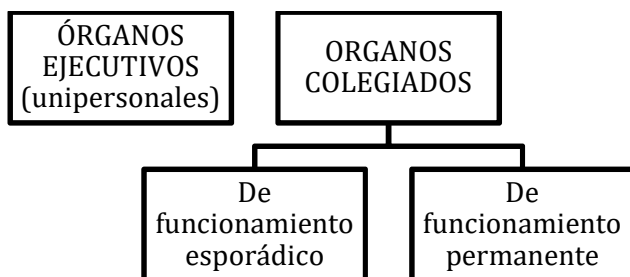 ÓRGANOS
EJECUTIVOS
(unipersonales)
ORGANOS
COLEGIADOS
De
funcionamiento
esporádico
De
funcionamiento
permanente